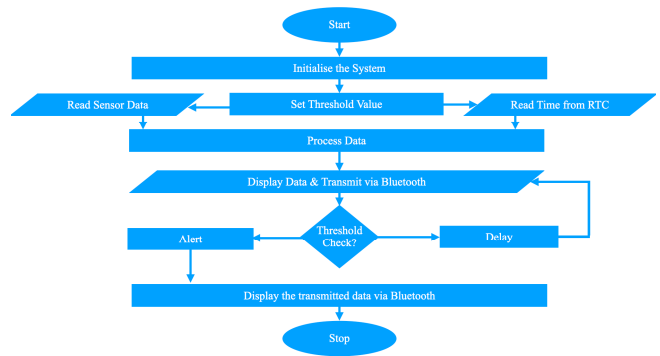 Start
Initialise the System
Read Sensor Data
Set Threshold Value
Read Time from RTC
Process Data
Display Data & Transmit via Bluetooth
Threshold
Check?
Alert
Delay
Display the transmitted data via Bluetooth
Stop